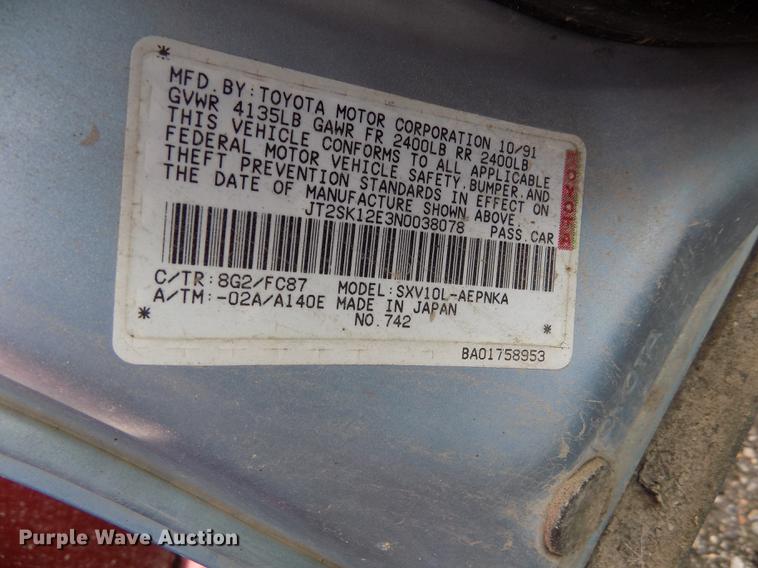 MFD. BY: TOYOTA MOTOR CORPORATION 10/91
GVWR 4135LB GAWR FR 2400LB RR 2400LB
THIS VEHICLE CONFORMS TO ALL APPLICABLE
FEDERAL MOTOR VEHICLE SAFETY, BUMPER, AND
THEFT PREVENTION STANDARDS IN EFFECT ON
THE DATE OF MANUFACTURE SHOWN ABOVE.
JT2SK12E3N0038078 PASS. CAR
TOYOTA
C/TR: 8G2/FC87 MODEL: SXV10L-AEPNKA
A/TM: -02A/A140E MADE IN JAPAN
NO. 742
BA01758953
TOYOTA
Purple Wave Auction